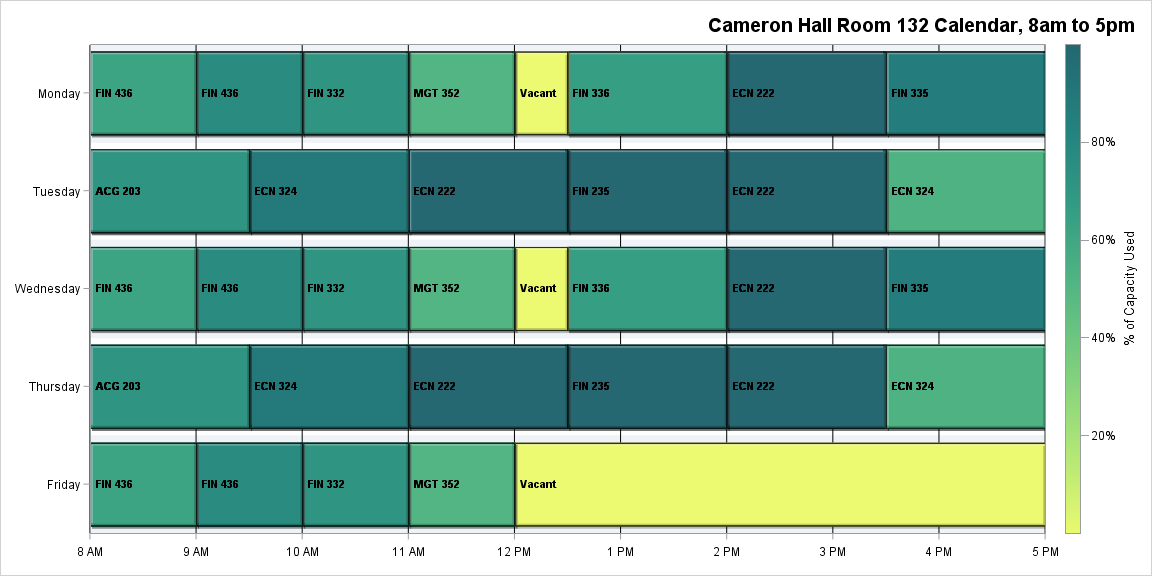 Cameron Hall Room 132 Calendar, 8am to 5pm
Monday
FIN 436
FIN 436
FIN 332
MGT 352
Vacant
FIN 336
ECN 222
FIN 335
Tuesday
ACG 203
ECN 324
ECN 222
FIN 235
ECN 222
ECN 324
Wednesday
FIN 436
FIN 436
FIN 332
MGT 352
Vacant
FIN 336
ECN 222
FIN 335
Thursday
ACG 203
ECN 324
ECN 222
FIN 235
ECN 222
ECN 324
Friday
FIN 436
FIN 436
FIN 332
MGT 352
Vacant
8 AM
9 AM
10 AM
11 AM
12 PM
1 PM
2 PM
3 PM
4 PM
5 PM
80%
60%
40%
20%
% of Capacity Used